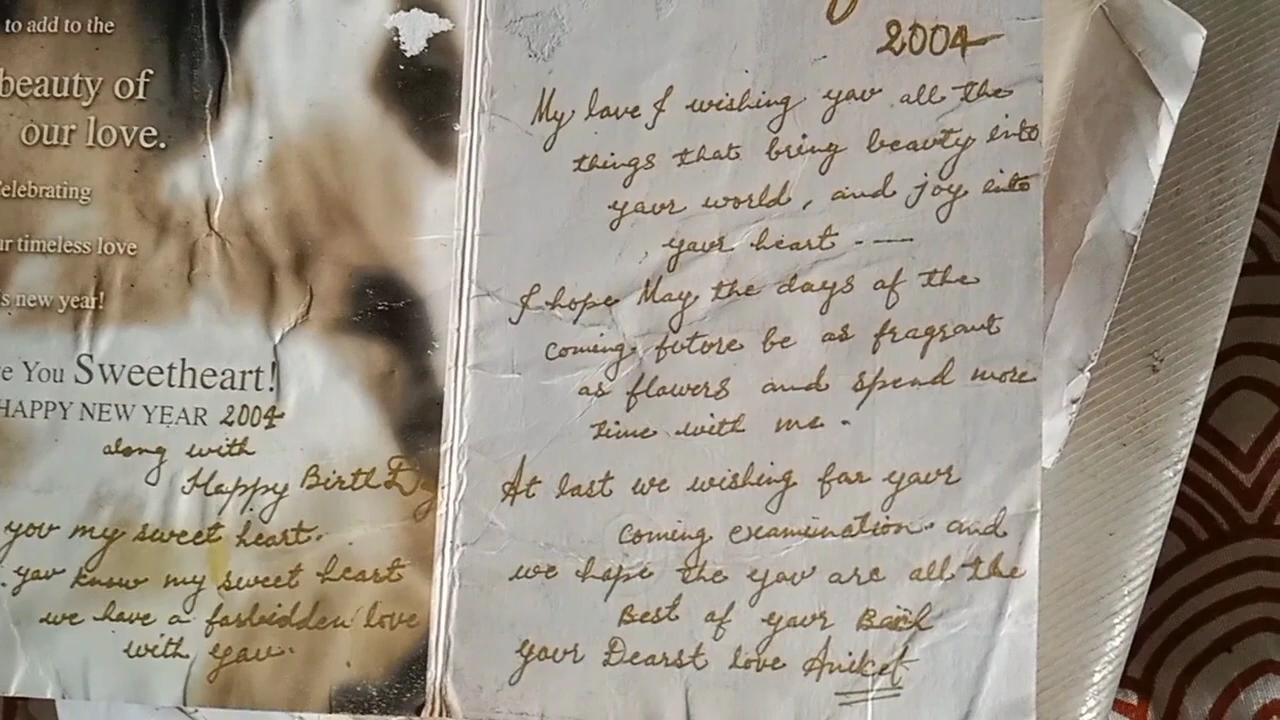 to add to the
beauty of
our love.
elebrating
ur timeless love
's new year!
e You Sweetheart!
HAPPY NEW YEAR 2004
along with
Happy Birth Day
you my sweet heart.
you know my sweet heart
we have a forbidden love
with you.
2004
My love I wishing you all the
things that bring beauty into
your world, and joy into
your heart - --
I hope May the days of the
coming future be as fragrant
as flowers and spend more
time with me.
At last we wishing for your
coming examination. and
we hope the you are all the
Best of your Back
your Dearst love Aniket